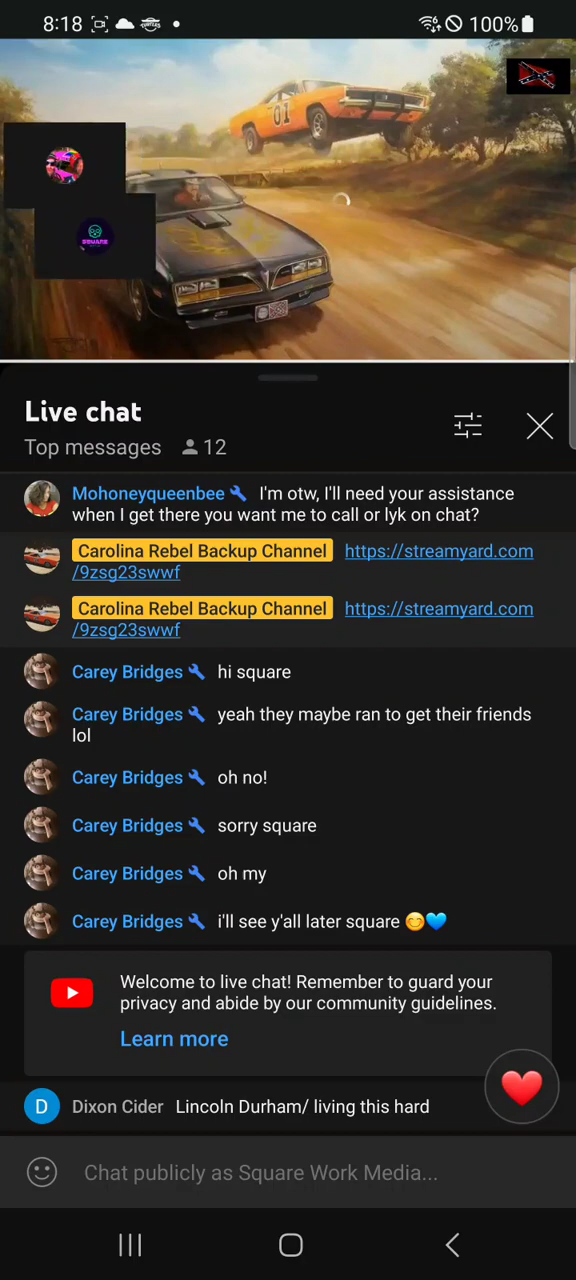 8:18
100%
01
SQUARE
Live chat
Top messages 12
Mohoneyqueenbee I'm otw, I'll need your assistance
when I get there you want me to call or lyk on chat?
Carolina Rebel Backup Channel https://streamyard.com
/9zsg23swwf
Carolina Rebel Backup Channel https://streamyard.com
/9zsg23swwf
Carey Bridges hi square
Carey Bridges yeah they maybe ran to get their friends
lol
Carey Bridges oh no!
Carey Bridges sorry square
Carey Bridges oh my
Carey Bridges i'll see y'all later square 😊💙
Welcome to live chat! Remember to guard your
privacy and abide by our community guidelines.
Learn more
D Dixon Cider Lincoln Durham/ living this hard
Chat publicly as Square Work Media...